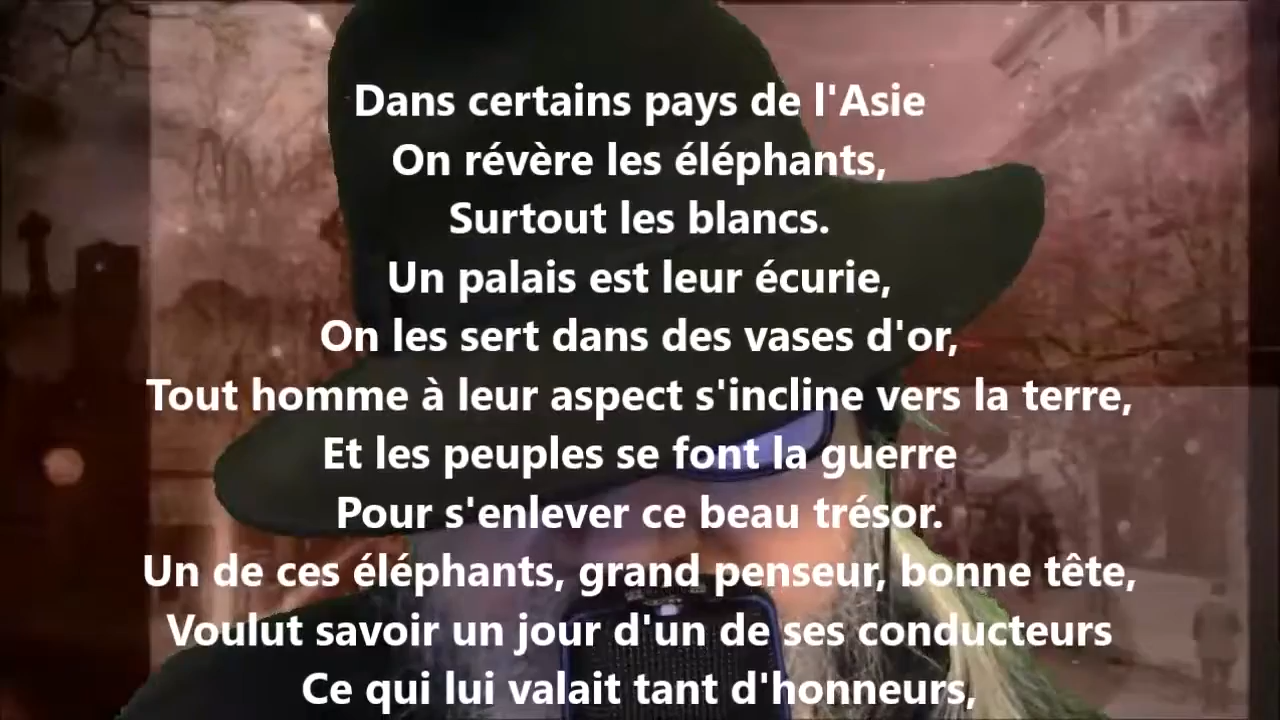 Dans certains pays de l'Asie
On révère les éléphants,
Surtout les blancs.
Un palais est leur écurie,
On les sert dans des vases d'or,
Tout homme à leur aspect s'incline vers la terre,
Et les peuples se font la guerre
Pour s'enlever ce beau trésor.
Un de ces éléphants, grand penseur, bonne tête,
Voulut savoir un jour d'un de ses conducteurs
Ce qui lui valait tant d'honneurs,